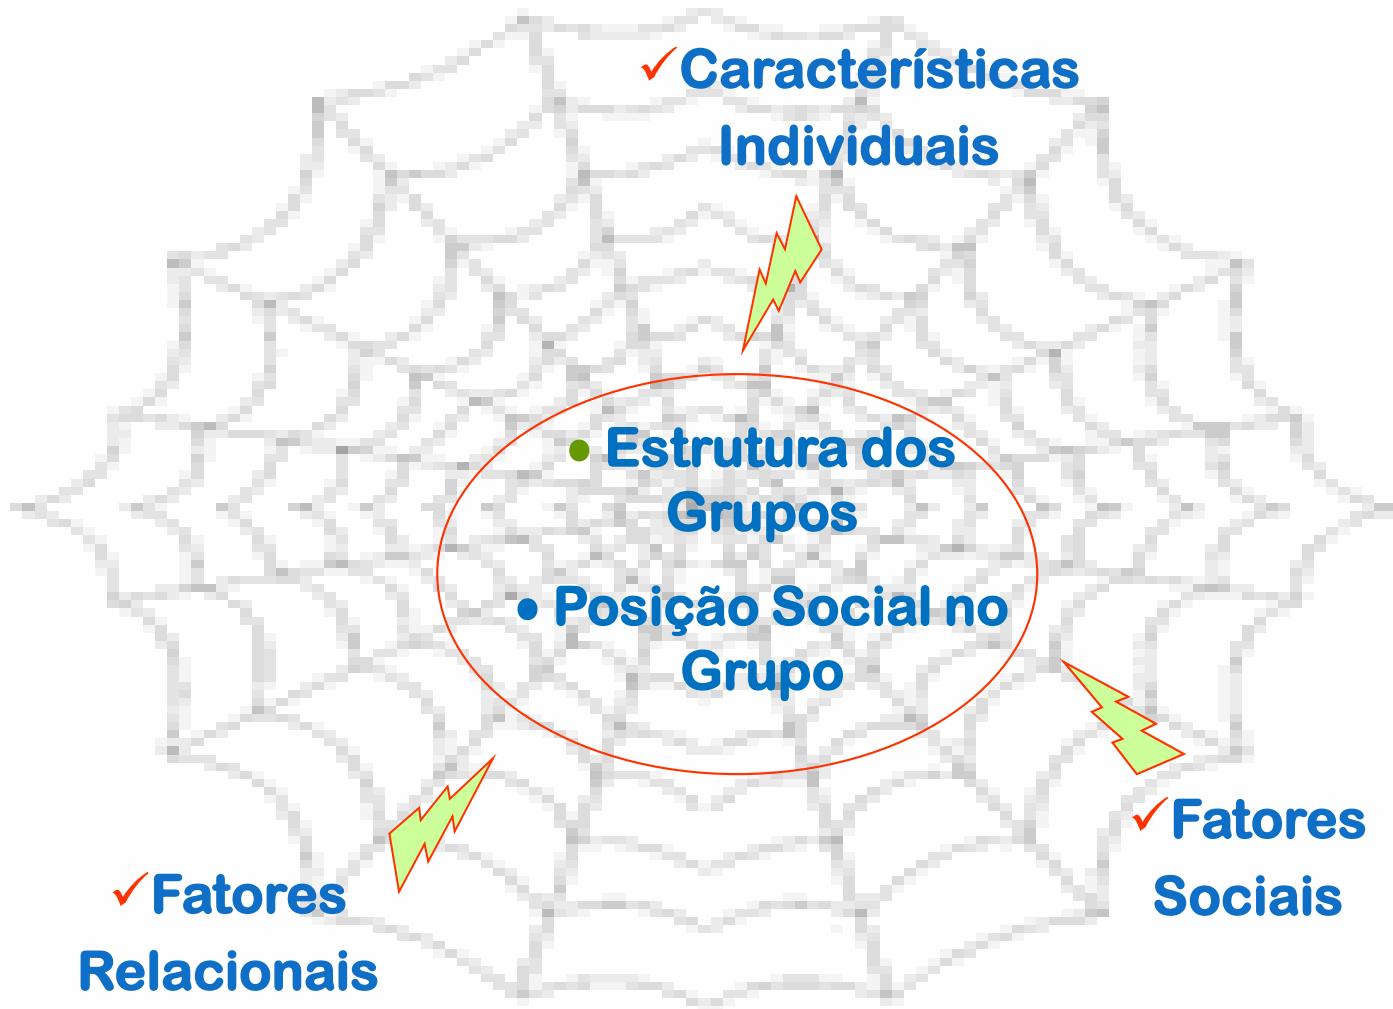 ✓Características
Individuais
• Estrutura dos
Grupos
• Posição Social no
Grupo
✓Fatores
Sociais
✓Fatores
Relacionais